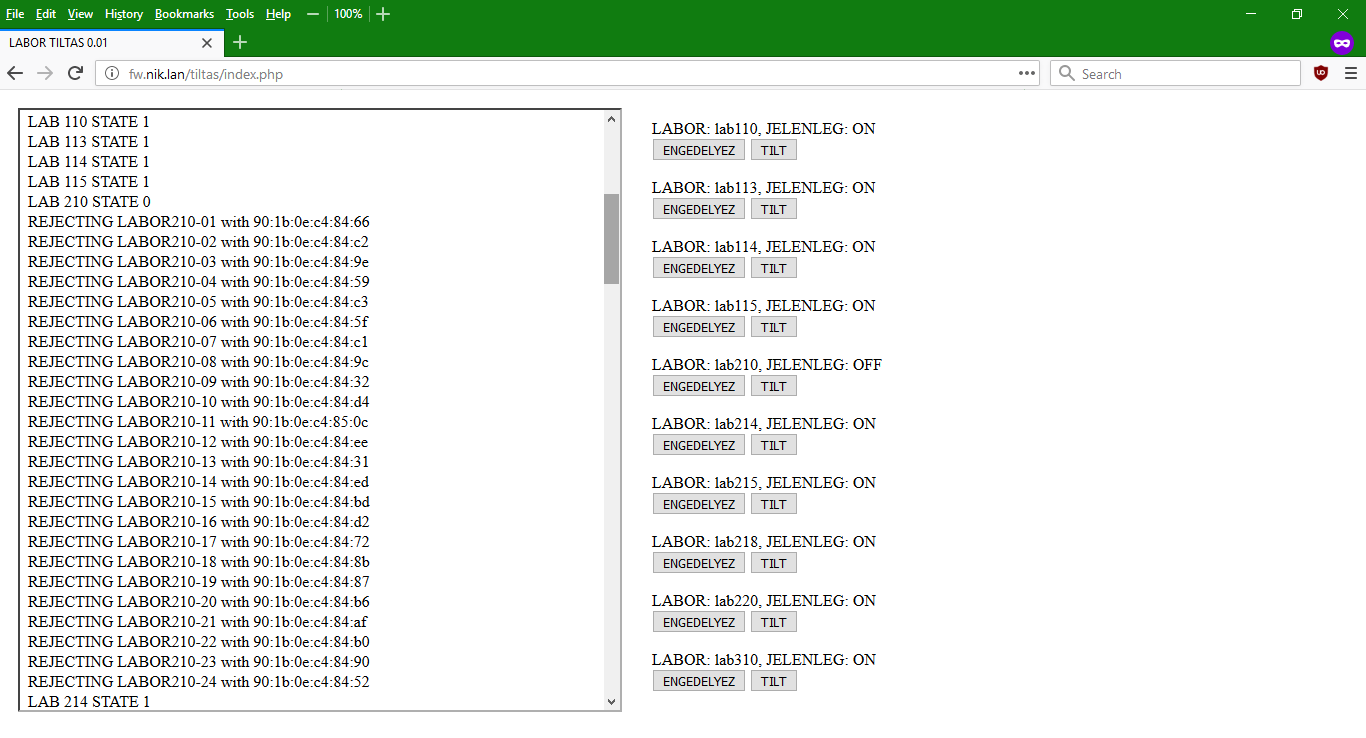 File Edit View History Bookmarks Tools Help — 100% +
LABOR TILTAS 0.01
fw.nik.lan/tiltas/index.php
Search
LAB 110 STATE 1
LAB 113 STATE 1
LAB 114 STATE 1
LAB 115 STATE 1
LAB 210 STATE 0
REJECTING LABOR210-01 with 90:1b:0e:c4:84:66
REJECTING LABOR210-02 with 90:1b:0e:c4:84:c2
REJECTING LABOR210-03 with 90:1b:0e:c4:84:9e
REJECTING LABOR210-04 with 90:1b:0e:c4:84:59
REJECTING LABOR210-05 with 90:1b:0e:c4:84:c3
REJECTING LABOR210-06 with 90:1b:0e:c4:84:5f
REJECTING LABOR210-07 with 90:1b:0e:c4:84:c1
REJECTING LABOR210-08 with 90:1b:0e:c4:84:9c
REJECTING LABOR210-09 with 90:1b:0e:c4:84:32
REJECTING LABOR210-10 with 90:1b:0e:c4:84:d4
REJECTING LABOR210-11 with 90:1b:0e:c4:85:0c
REJECTING LABOR210-12 with 90:1b:0e:c4:84:ee
REJECTING LABOR210-13 with 90:1b:0e:c4:84:31
REJECTING LABOR210-14 with 90:1b:0e:c4:84:ed
REJECTING LABOR210-15 with 90:1b:0e:c4:84:bd
REJECTING LABOR210-16 with 90:1b:0e:c4:84:d2
REJECTING LABOR210-17 with 90:1b:0e:c4:84:72
REJECTING LABOR210-18 with 90:1b:0e:c4:84:8b
REJECTING LABOR210-19 with 90:1b:0e:c4:84:87
REJECTING LABOR210-20 with 90:1b:0e:c4:84:b6
REJECTING LABOR210-21 with 90:1b:0e:c4:84:af
REJECTING LABOR210-22 with 90:1b:0e:c4:84:b0
REJECTING LABOR210-23 with 90:1b:0e:c4:84:90
REJECTING LABOR210-24 with 90:1b:0e:c4:84:52
LAB 214 STATE 1
LABOR: lab110, JELENLEG: ON
ENGEDELYEZ TILT
LABOR: lab113, JELENLEG: ON
ENGEDELYEZ TILT
LABOR: lab114, JELENLEG: ON
ENGEDELYEZ TILT
LABOR: lab115, JELENLEG: ON
ENGEDELYEZ TILT
LABOR: lab210, JELENLEG: OFF
ENGEDELYEZ TILT
LABOR: lab214, JELENLEG: ON
ENGEDELYEZ TILT
LABOR: lab215, JELENLEG: ON
ENGEDELYEZ TILT
LABOR: lab218, JELENLEG: ON
ENGEDELYEZ TILT
LABOR: lab220, JELENLEG: ON
ENGEDELYEZ TILT
LABOR: lab310, JELENLEG: ON
ENGEDELYEZ TILT